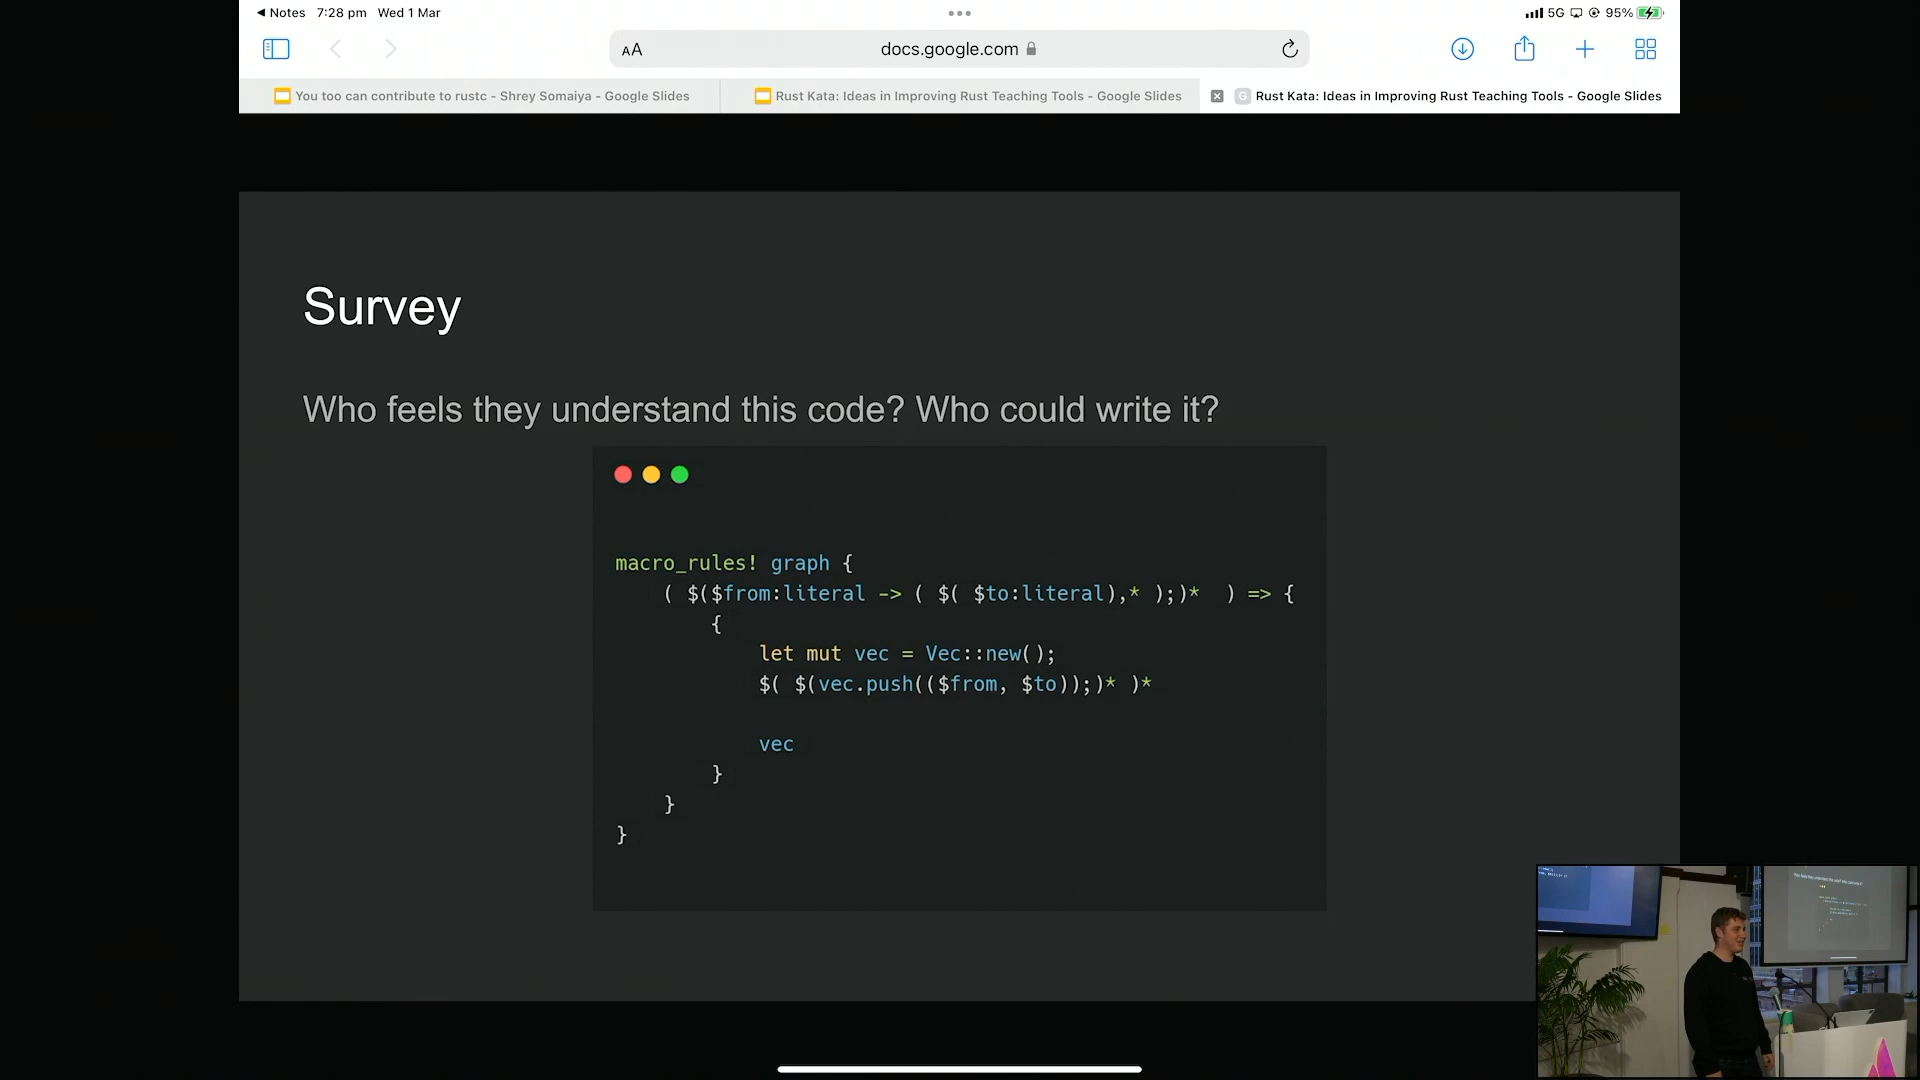 Notes 7:28 pm Wed 1 Mar
5G 95%
AA docs.google.com
You too can contribute to rustc - Shrey Somaiya - Google Slides
Rust Kata: Ideas in Improving Rust Teaching Tools - Google Slides
G Rust Kata: Ideas in Improving Rust Teaching Tools - Google Slides
Survey
Who feels they understand this code? Who could write it?
macro_rules! graph {
( $($from:literal -> ( $( $to:literal),* );)* ) => {
{
let mut vec = Vec::new();
$( $(vec.push(($from, $to));)* )*
vec
}
}
}